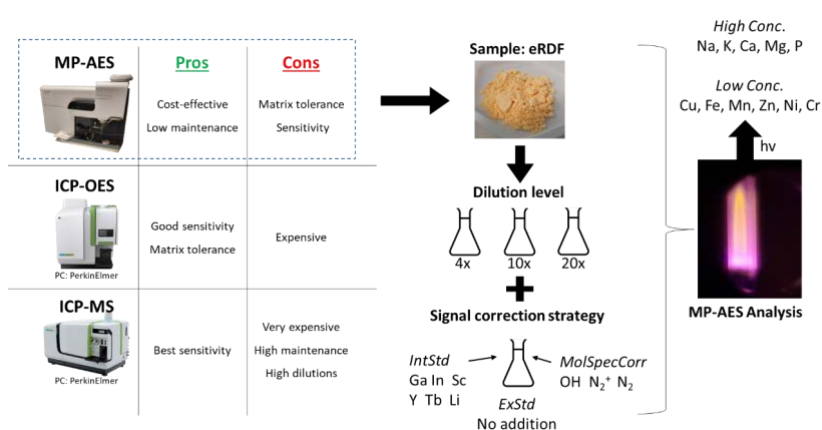 MP-AES
Pros
Cons
Cost-effective
Low maintenance
Matrix tolerance
Sensitivity
ICP-OES
PC: PerkinElmer
Good sensitivity
Matrix tolerance
Expensive
ICP-MS
PC: PerkinElmer
Best sensitivity
Very expensive
High maintenance
High dilutions
Sample: eRDF
Dilution level
4x
10x
20x
Signal correction strategy
IntStd
Ga In Sc
Y Tb Li
MolSpecCorr
OH N₂⁺ N₂
ExStd
No addition
High Conc.
Na, K, Ca, Mg, P
Low Conc.
Cu, Fe, Mn, Zn, Ni, Cr
hv
MP-AES Analysis